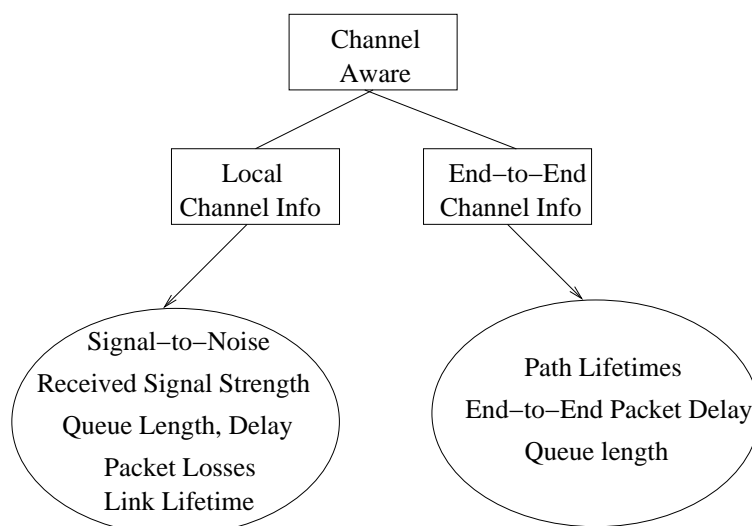 Channel
Aware
Local
Channel Info
End−to−End
Channel Info
Signal−to−Noise
Received Signal Strength
Queue Length, Delay
Packet Losses
Link Lifetime
Path Lifetimes
End−to−End Packet Delay
Queue length